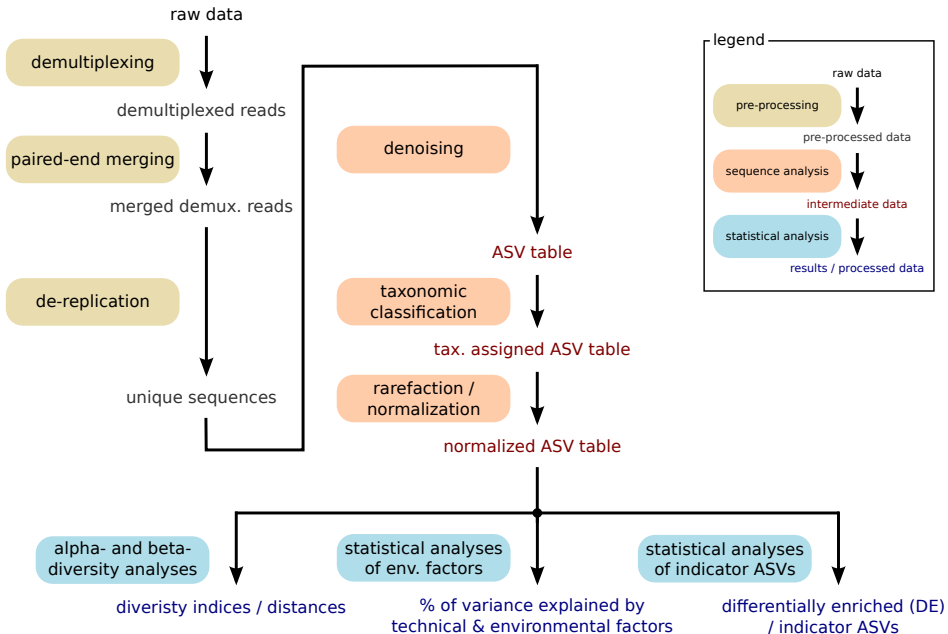 raw data
demultiplexing
demultiplexed reads
paired-end merging
merged demux. reads
de-replication
unique sequences
denoising
ASV table
taxonomic
classification
tax. assigned ASV table
rarefaction /
normalization
normalized ASV table
alpha- and beta-
diversity analyses
diveristy indices / distances
statistical analyses
of env. factors
% of variance explained by
technical & environmental factors
statistical analyses
of indicator ASVs
differentially enriched (DE)
/ indicator ASVs
legend
raw data
pre-processing
pre-processed data
sequence analysis
intermediate data
statistical analysis
results / processed data